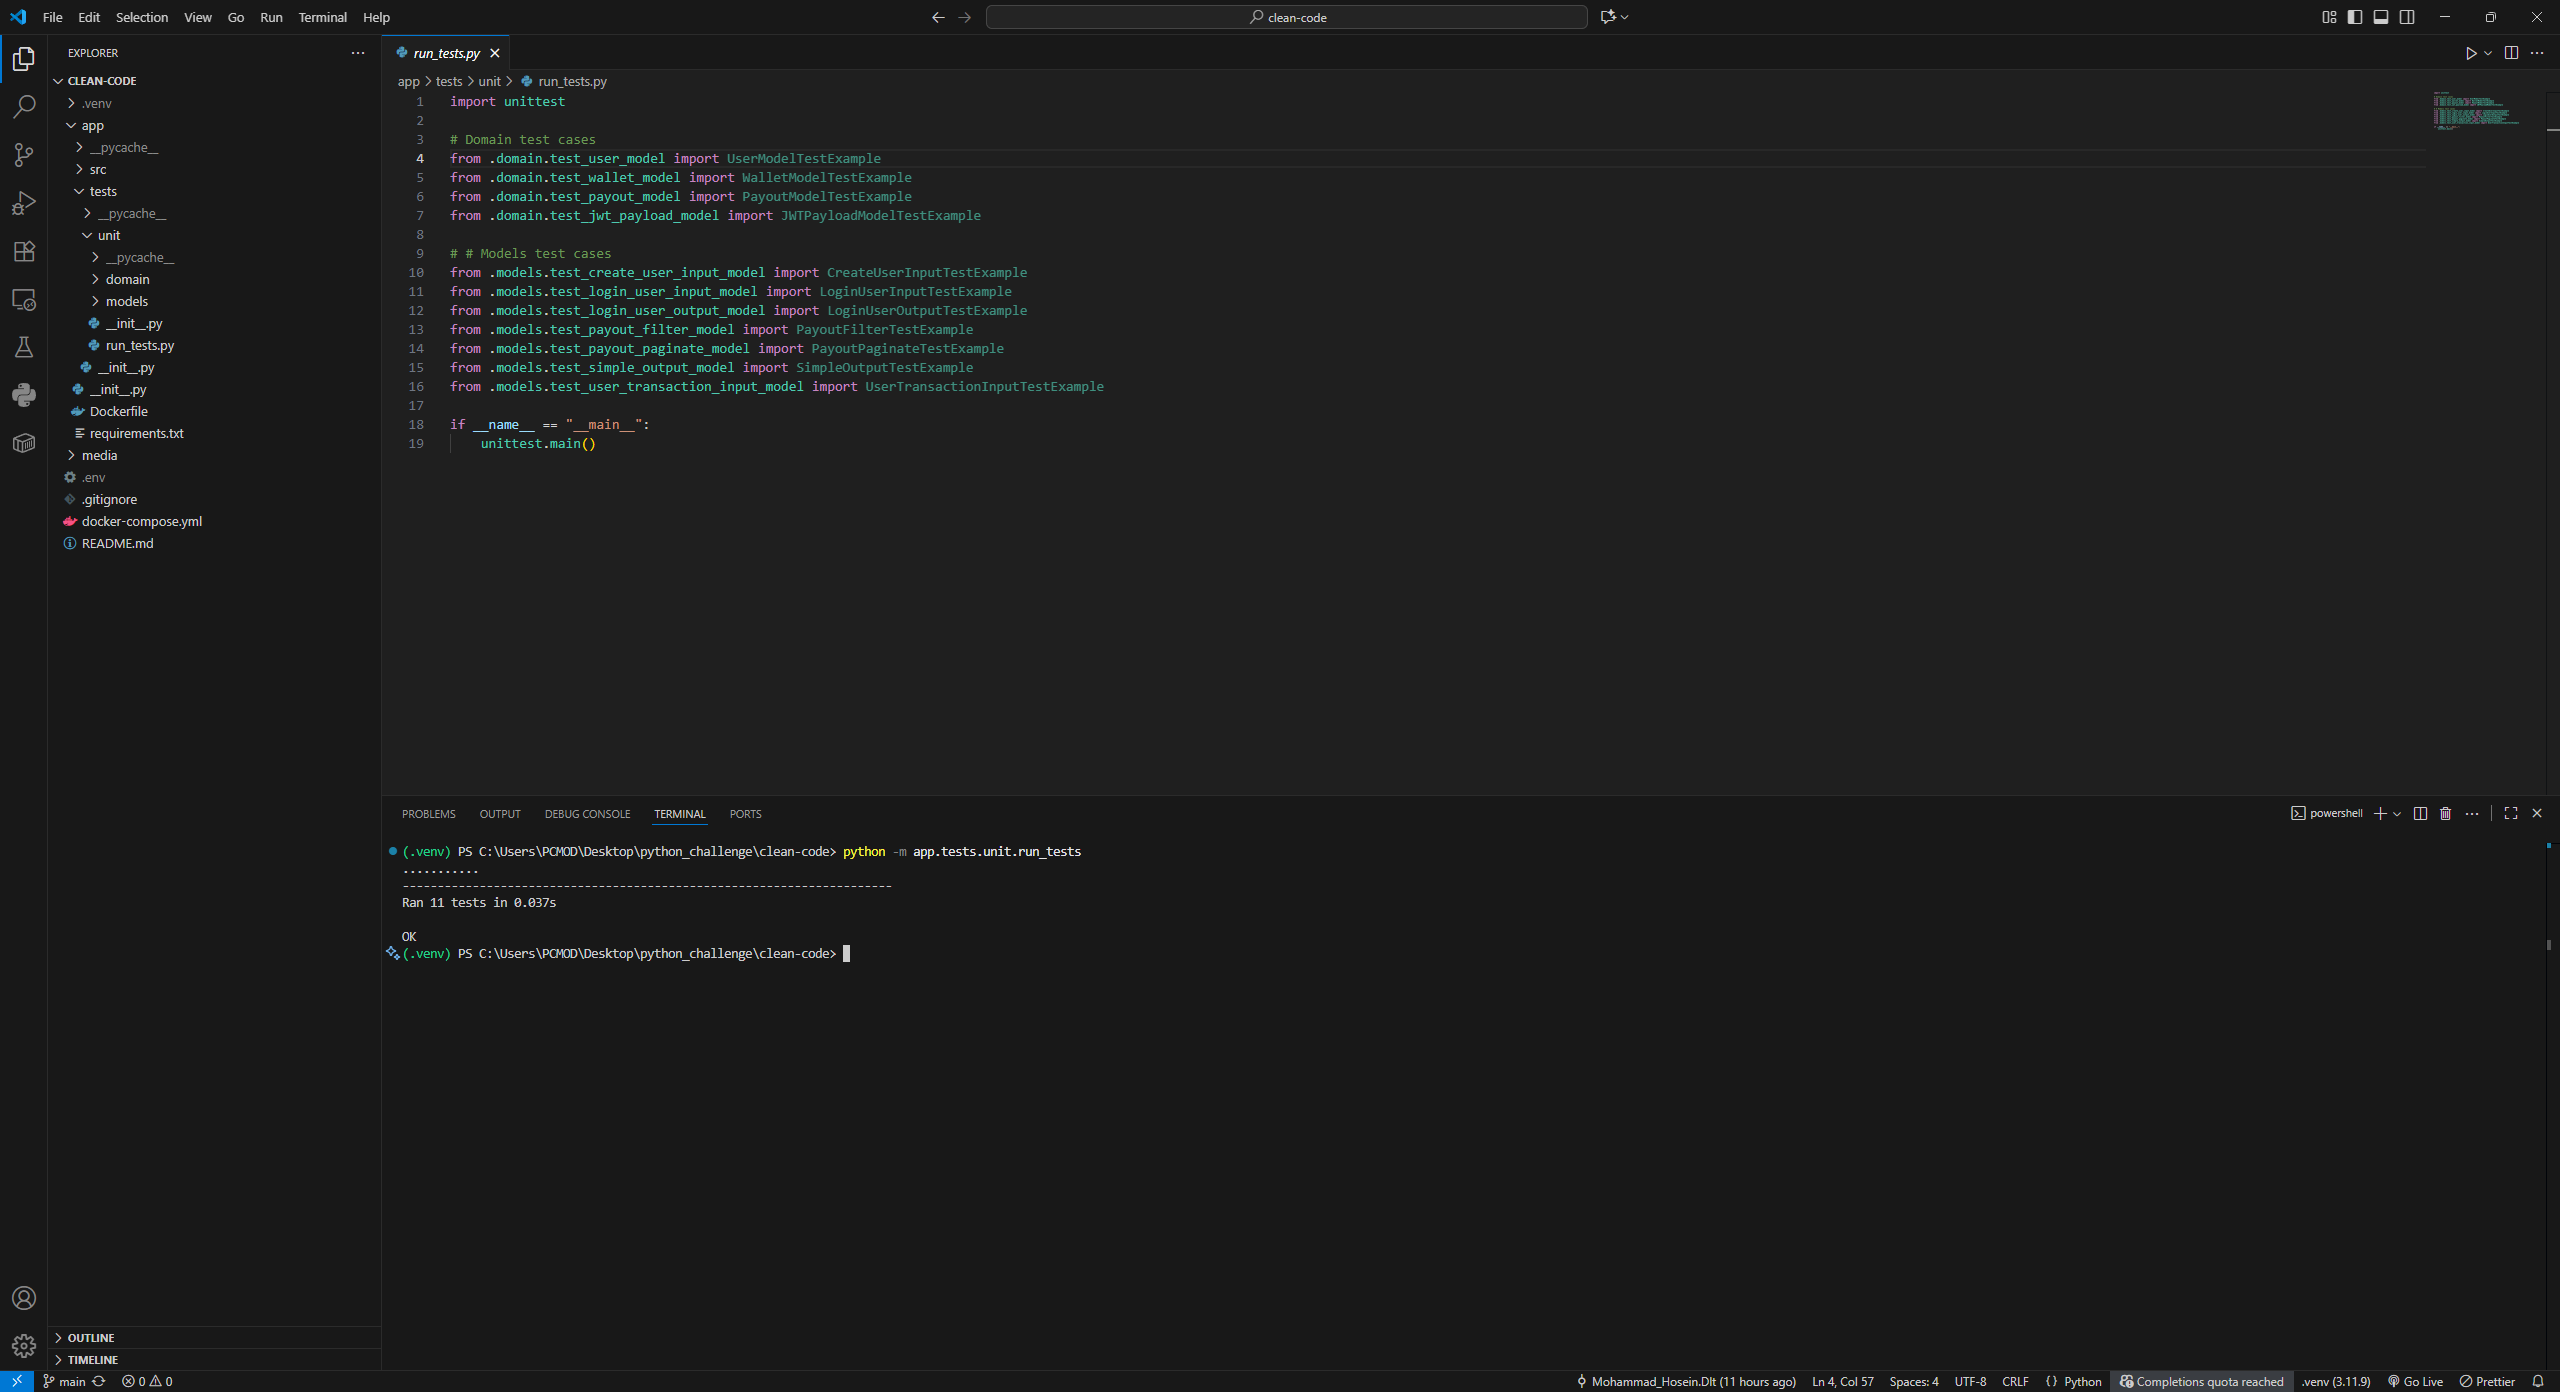 File Edit Selection View Go Run Terminal Help
clean-code
EXPLORER
CLEAN-CODE
.venv
app
__pycache__
src
tests
__pycache__
unit
__pycache__
domain
models
__init__.py
run_tests.py
__init__.py
__init__.py
Dockerfile
requirements.txt
media
.env
.gitignore
docker-compose.yml
README.md
OUTLINE
TIMELINE
run_tests.py
app > tests > unit > run_tests.py
1 import unittest
2
3 # Domain test cases
4 from .domain.test_user_model import UserModelTestExample
5 from .domain.test_wallet_model import WalletModelTestExample
6 from .domain.test_payout_model import PayoutModelTestExample
7 from .domain.test_jwt_payload_model import JWTPayloadModelTestExample
8
9 # # Models test cases
10 from .models.test_create_user_input_model import CreateUserInputTestExample
11 from .models.test_login_user_input_model import LoginUserInputTestExample
12 from .models.test_login_user_output_model import LoginUserOutputTestExample
13 from .models.test_payout_filter_model import PayoutFilterTestExample
14 from .models.test_payout_paginate_model import PayoutPaginateTestExample
15 from .models.test_simple_output_model import SimpleOutputTestExample
16 from .models.test_user_transaction_input_model import UserTransactionInputTestExample
17
18 if __name__ == "__main__":
19     unittest.main()
PROBLEMS OUTPUT DEBUG CONSOLE TERMINAL PORTS
powershell
(.venv) PS C:\Users\PCMOD\Desktop\python_challenge\clean-code> python -m app.tests.unit.run_tests
...........
----------------------------------------------------------------------
Ran 11 tests in 0.037s
OK
(.venv) PS C:\Users\PCMOD\Desktop\python_challenge\clean-code>
main 0 0 Mohammad_Hosein.Dlt (11 hours ago) Ln 4, Col 57 Spaces: 4 UTF-8 CRLF {} Python Completions quota reached .venv (3.11.9) Go Live Prettier